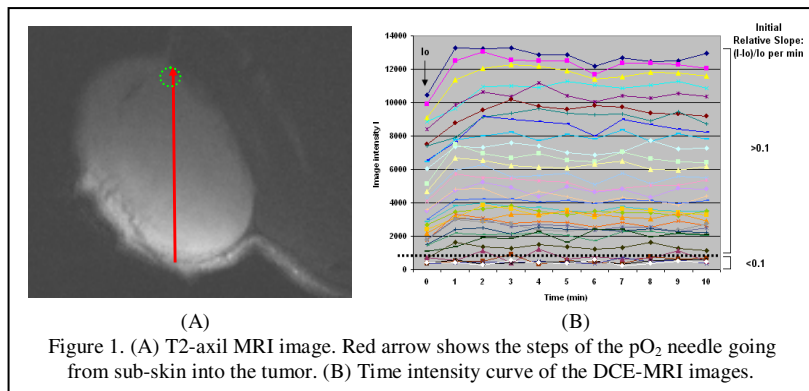 14000
12000
10000
8000
6000
4000
2000
0
Image intensity I
Io
0 1 2 3 4 5 6 7 8 9 10
Time (min)
Initial
Relative Slope:
(I-Io)/Io per min
>0.1
<0.1
(A) (B)
Figure 1. (A) T2-axil MRI image. Red arrow shows the steps of the pO₂ needle going
from sub-skin into the tumor. (B) Time intensity curve of the DCE-MRI images.